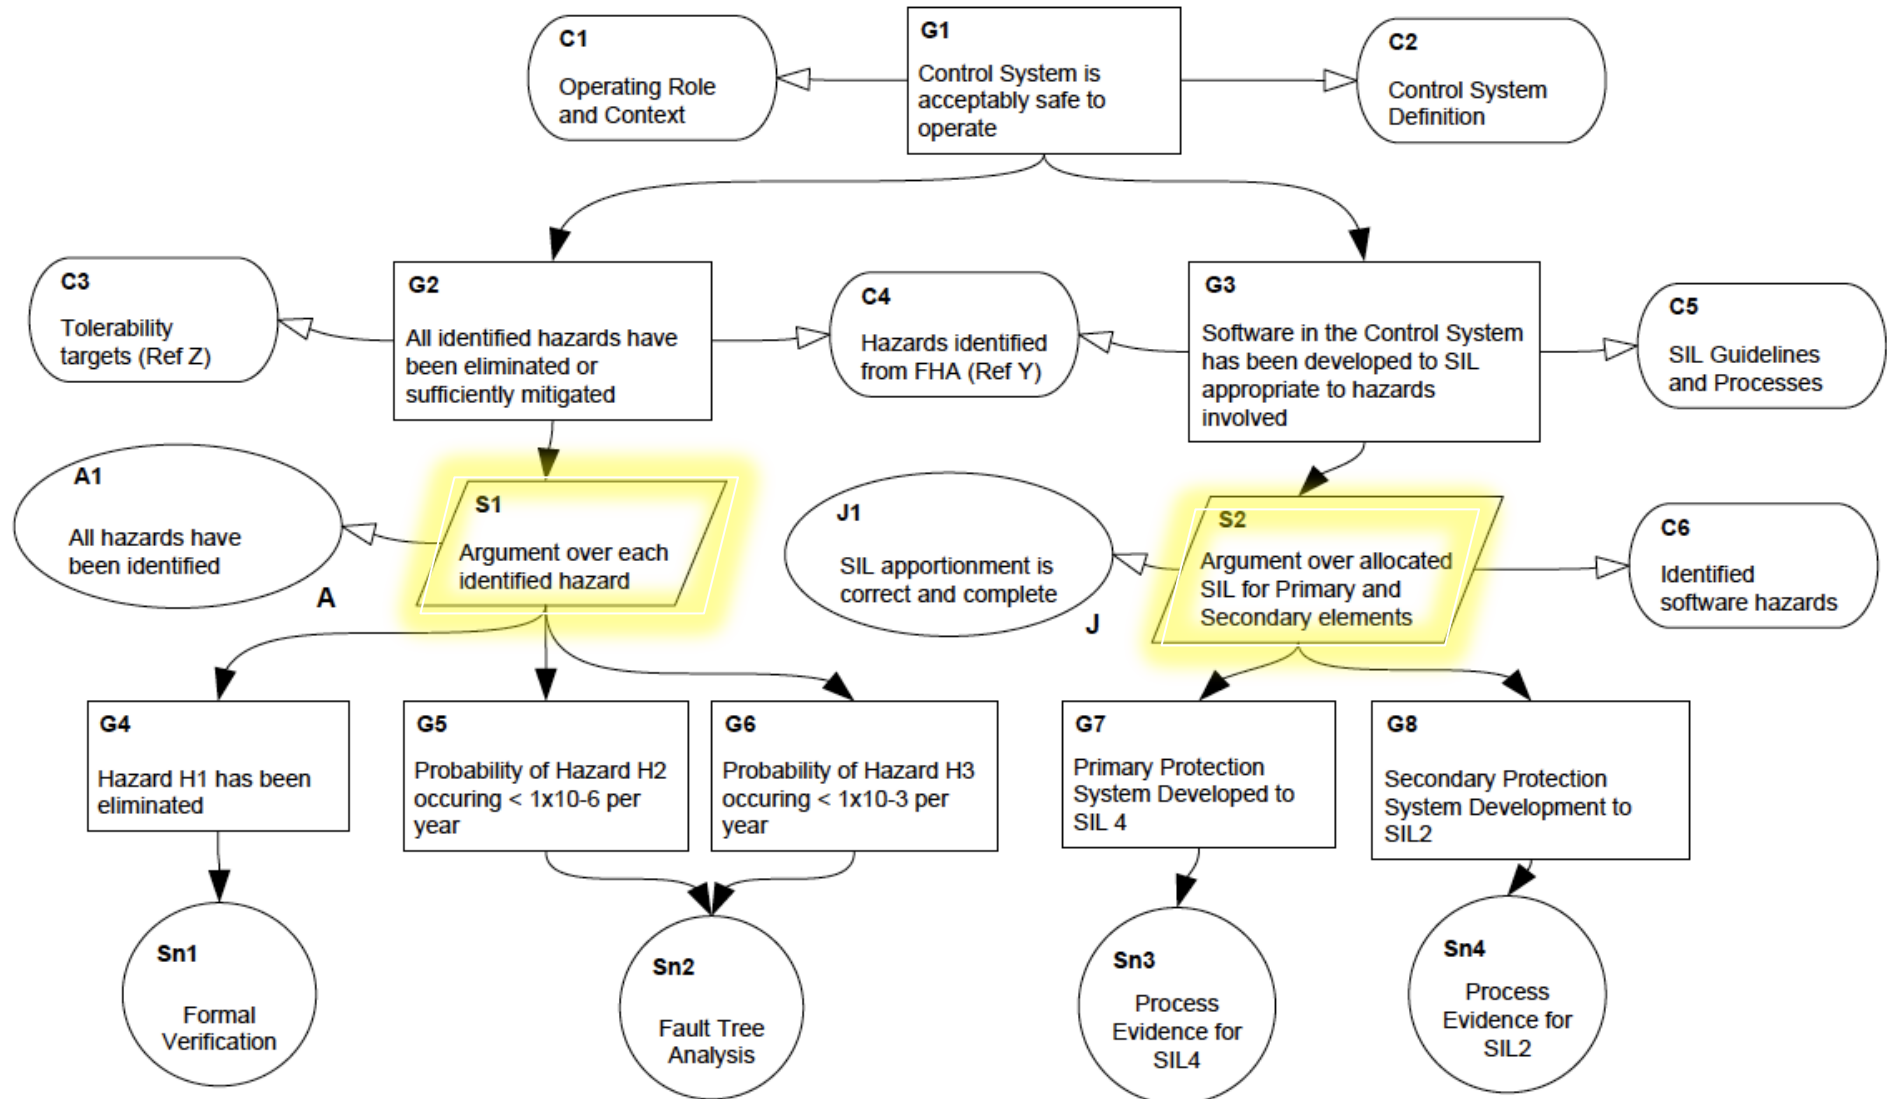 C1
Operating Role
and Context
G1
Control System is
acceptably safe to
operate
C2
Control System
Definition
C3
Tolerability
targets (Ref Z)
G2
All identified hazards have
been eliminated or
sufficiently mitigated
C4
Hazards identified
from FHA (Ref Y)
G3
Software in the Control System
has been developed to SIL
appropriate to hazards
involved
C5
SIL Guidelines
and Processes
A1
All hazards have
been identified
A
S1
Argument over each
identified hazard
J1
SIL apportionment is
correct and complete
J
S2
Argument over allocated
SIL for Primary and
Secondary elements
C6
Identified
software hazards
G4
Hazard H1 has been
eliminated
G5
Probability of Hazard H2
occuring < 1x10-6 per
year
G6
Probability of Hazard H3
occuring < 1x10-3 per
year
G7
Primary Protection
System Developed to
SIL 4
G8
Secondary Protection
System Development to
SIL2
Sn1
Formal
Verification
Sn2
Fault Tree
Analysis
Sn3
Process
Evidence for
SIL4
Sn4
Process
Evidence for
SIL2